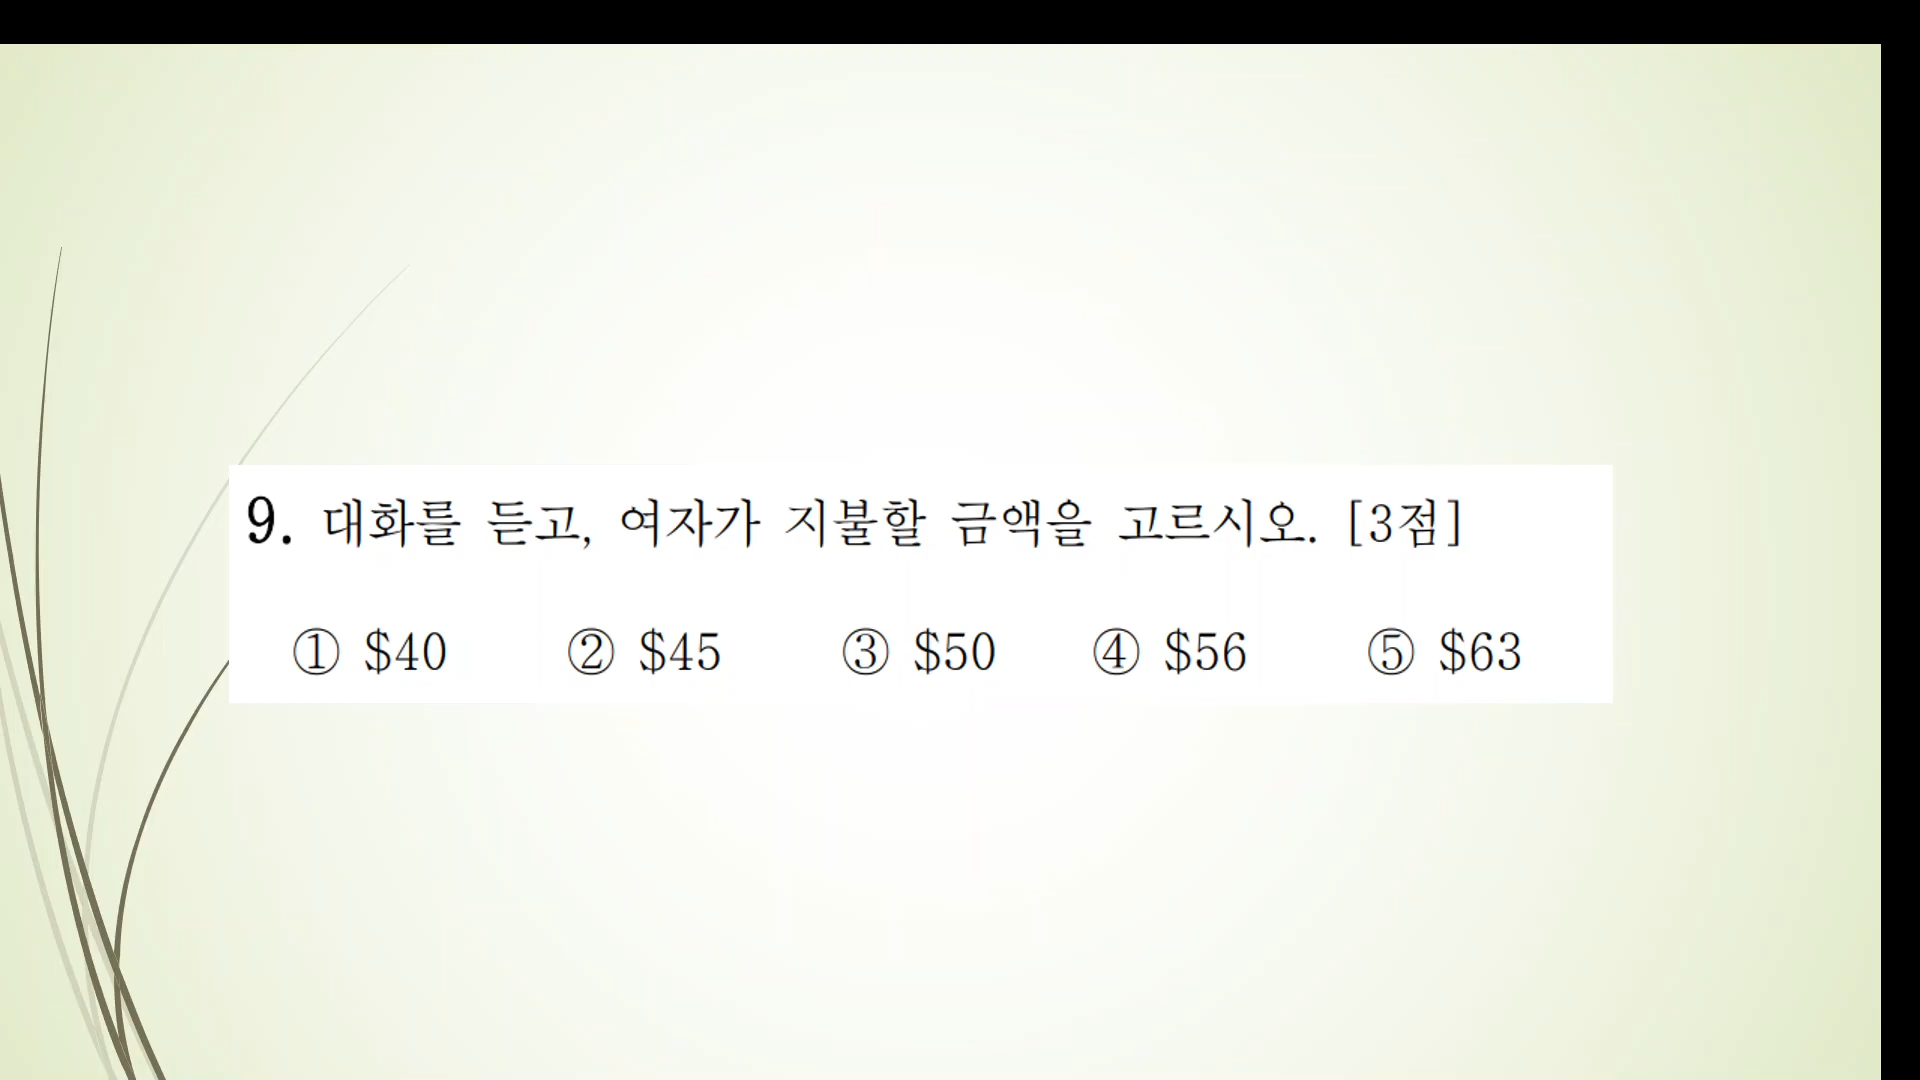 9. 대화를 듣고, 여자가 지불할 금액을 고르시오. [3점]
① $40 ② $45 ③ $50 ④ $56 ⑤ $63